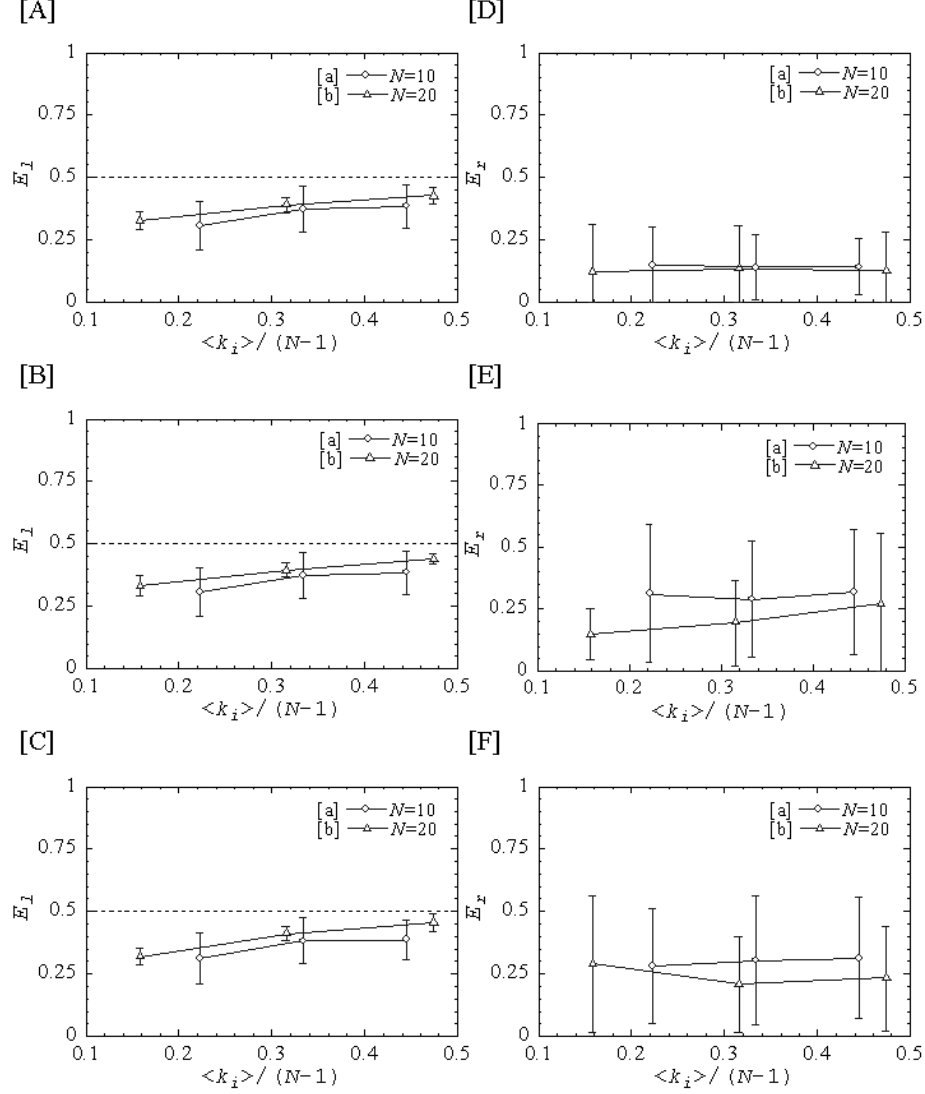 [A]
1
0.75
0.5
0.25
0
E_l
[a] N=10
[b] N=20
0.1 0.2 0.3 0.4 0.5
<k_i>/(N-1)
[D]
1
0.75
0.5
0.25
0
E_r
[a] N=10
[b] N=20
0.1 0.2 0.3 0.4 0.5
<k_i>/(N-1)
[B]
1
0.75
0.5
0.25
0
E_l
[a] N=10
[b] N=20
0.1 0.2 0.3 0.4 0.5
<k_i>/(N-1)
[E]
1
0.75
0.5
0.25
0
E_r
[a] N=10
[b] N=20
0.1 0.2 0.3 0.4 0.5
<k_i>/(N-1)
[C]
1
0.75
0.5
0.25
0
E_l
[a] N=10
[b] N=20
0.1 0.2 0.3 0.4 0.5
<k_i>/(N-1)
[F]
1
0.75
0.5
0.25
0
E_r
[a] N=10
[b] N=20
0.1 0.2 0.3 0.4 0.5
<k_i>/(N-1)